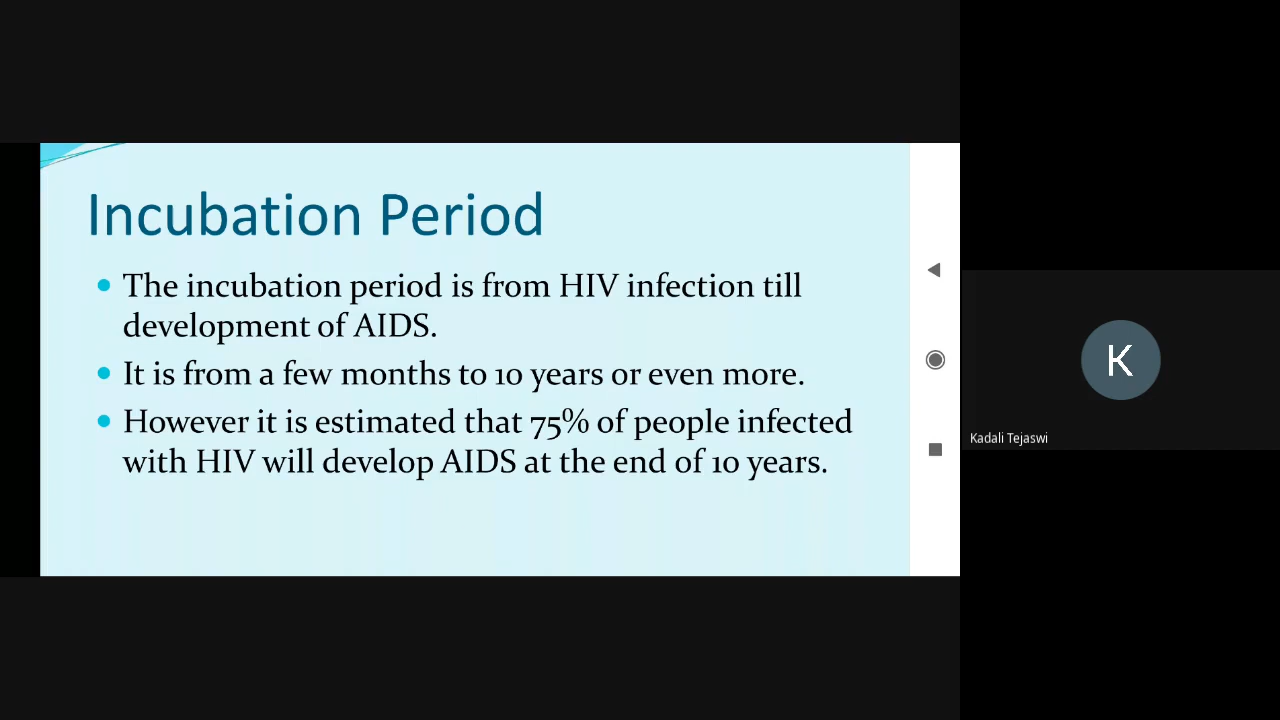 Incubation Period
The incubation period is from HIV infection till
development of AIDS.
It is from a few months to 10 years or even more.
However it is estimated that 75% of people infected
with HIV will develop AIDS at the end of 10 years.
K
Kadali Tejaswi